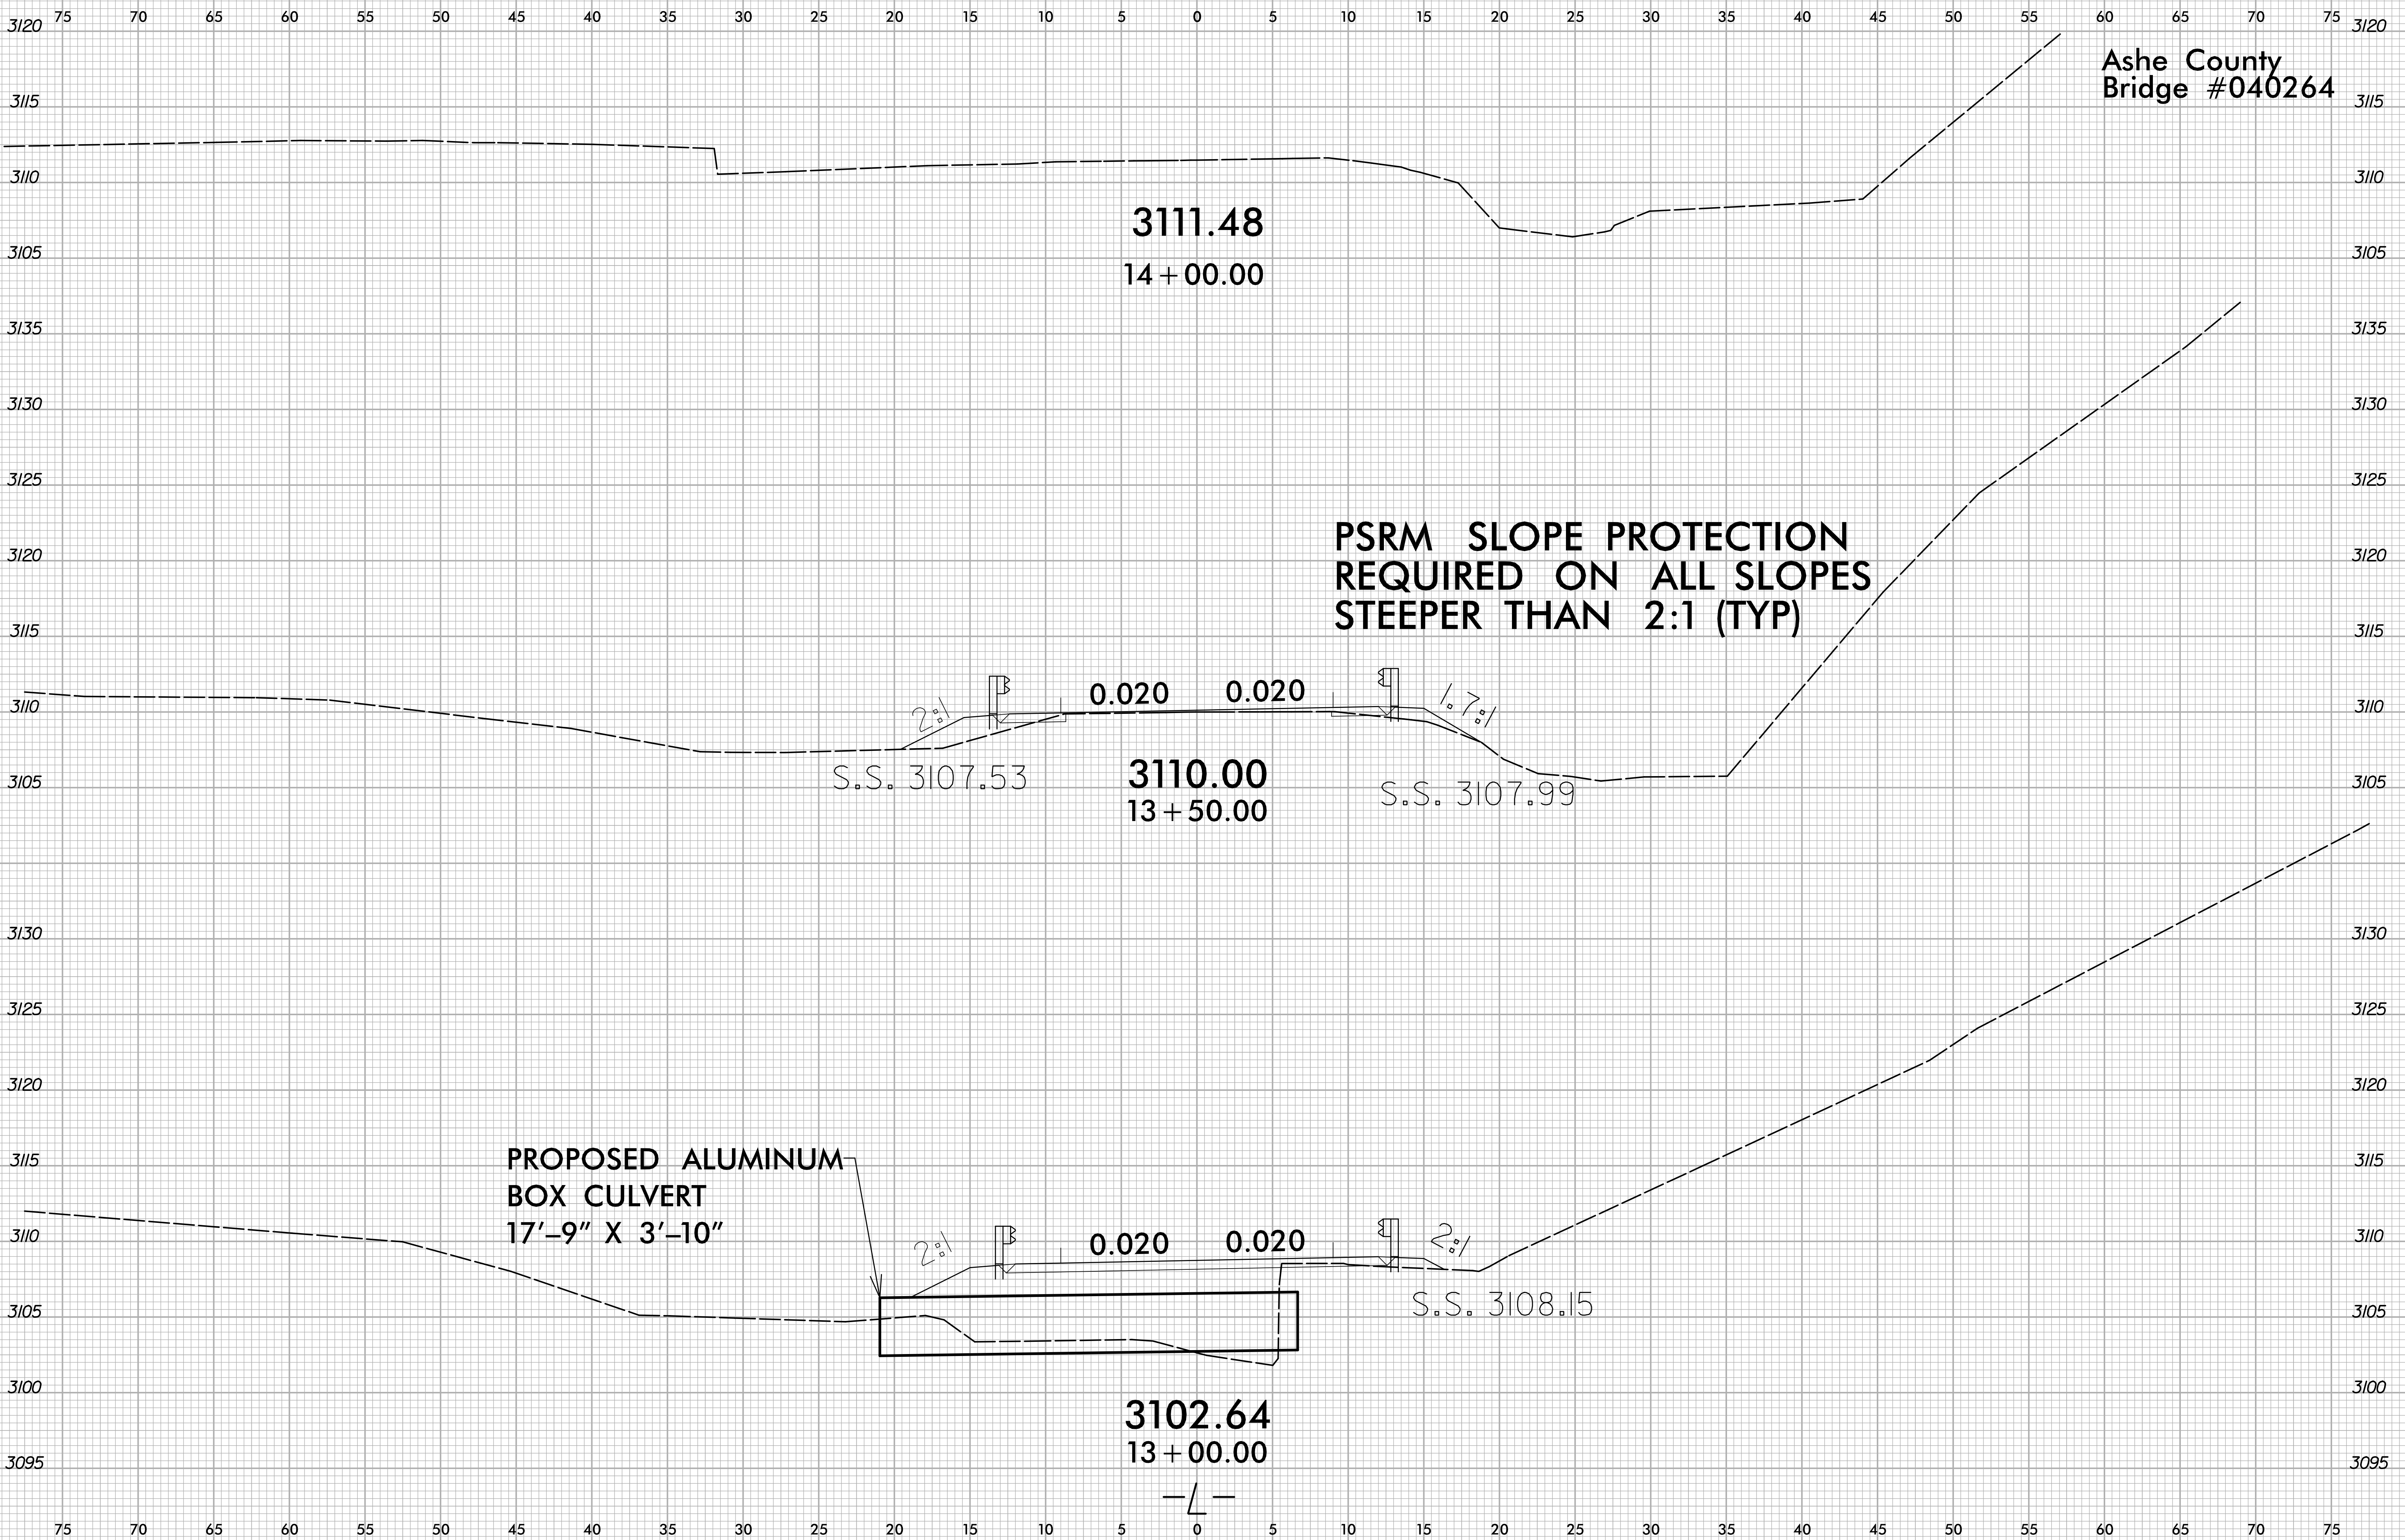 75 70 65 60 55 50 45 40 35 30 25 20 15 10 5 0 5 10 15 20 25 30 35 40 45 50 55 60 65 70 75
3120 3120
Ashe County
Bridge #040264
3115 3115
3110 3110
3111.48
3105 3105
14+00.00
3135 3135
3130 3130
3125 3125
PSRM SLOPE PROTECTION
3120 3120
REQUIRED ON ALL SLOPES
STEEPER THAN 2:1 (TYP)
3115 3115
2:1 0.020 0.020 1.7:1
3110 3110
S.S. 3107.53 3110.00 S.S. 3107.99
3105 3105
13+50.00
3130 3130
3125 3125
3120 3120
PROPOSED ALUMINUM
3115 3115
BOX CULVERT
17'-9" X 3'-10"
3110 3110
2:1 0.020 0.020 2:1
S.S. 3108.15
3105 3105
3100 3100
3102.64
13+00.00
3095 3095
-L-
75 70 65 60 55 50 45 40 35 30 25 20 15 10 5 0 5 10 15 20 25 30 35 40 45 50 55 60 65 70 75